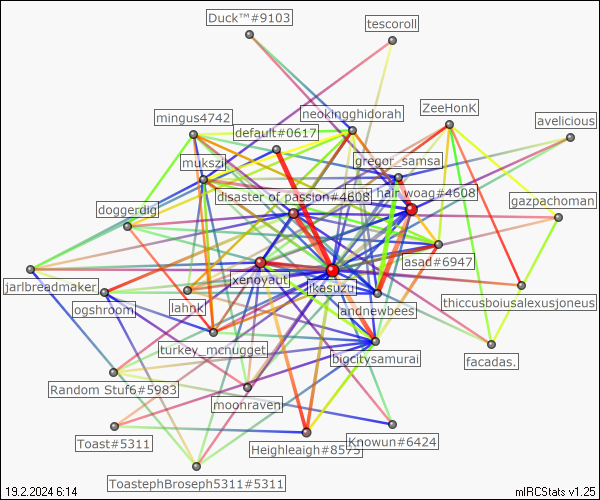 Duck™#9103
tescoroll
mingus4742
neokingghidorah
ZeeHonK
avelicious
default#0617
mukszi
gregor_samsa
disaster of passion#4608
hair_woag#4608
doggerdig
gazpachoman
asad#6947
jarlbreadmaker
xenoyaut
ikasuzu
ogshroom
lahnk
andnewbees
thiccusboiusalexusjoneus
turkey_mcnugget
bigcitysamurai
facadas.
Random Stuf6#5983
moonraven
Toast#5311
Heighleaigh#8575
Knowun#6424
ToastephBroseph5311#5311
19.2.2024 6:14
mIRCStats v1.25